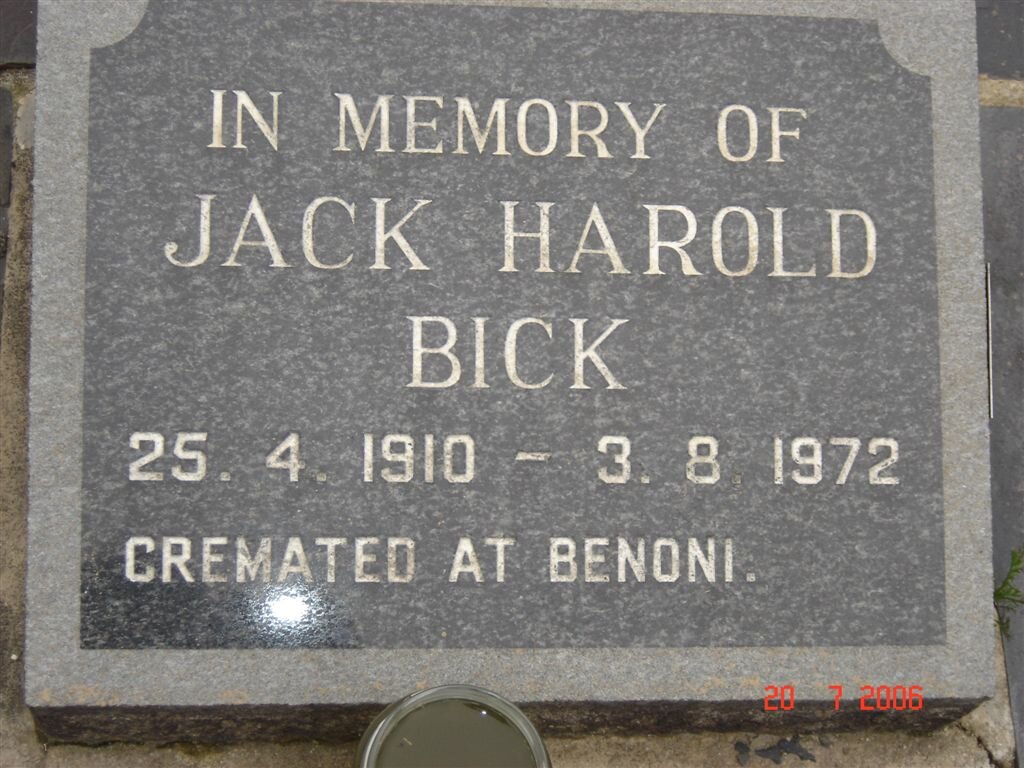 IN MEMORY OF
JACK HAROLD
BICK
25. 4. 1910 - 3. 8. 1972
CREMATED AT BENONI.
20 7 2006